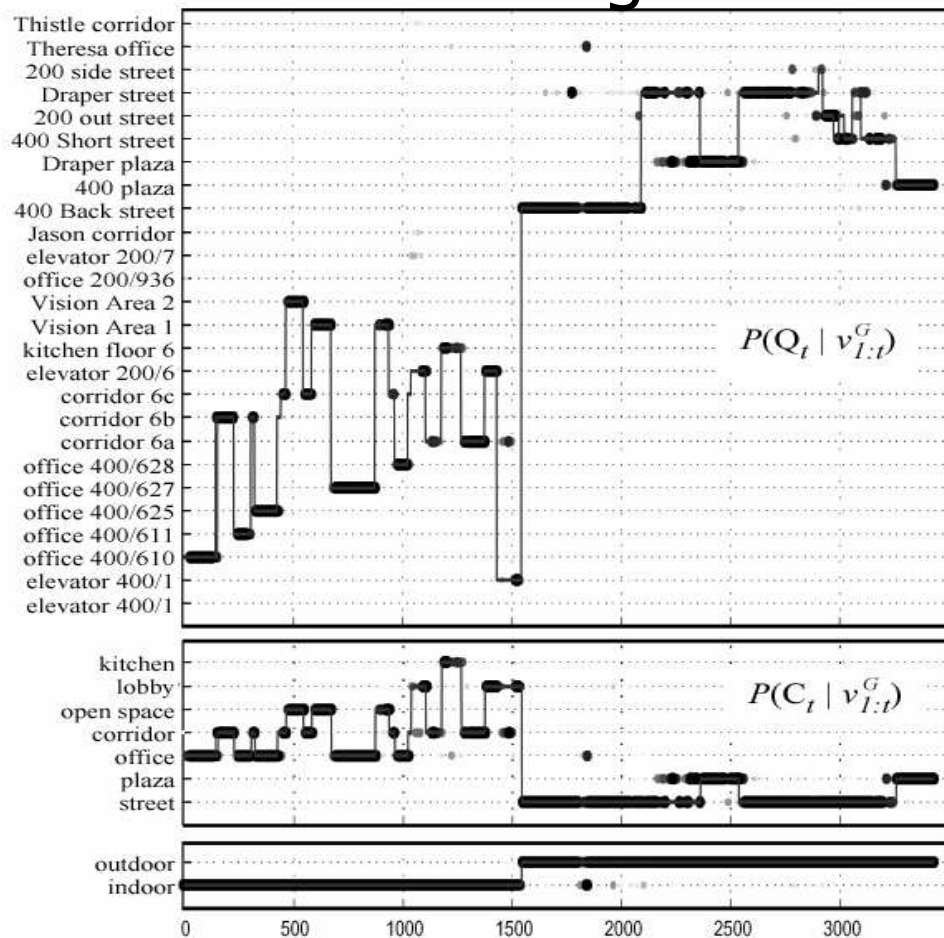 g
Thistle corridor
Theresa office
200 side street
Draper street
200 out street
400 Short street
Draper plaza
400 plaza
400 Back street
Jason corridor
elevator 200/7
office 200/936
Vision Area 2
Vision Area 1
kitchen floor 6
elevator 200/6
corridor 6c
corridor 6b
corridor 6a
office 400/628
office 400/627
office 400/625
office 400/611
office 400/610
elevator 400/1
elevator 400/1
P(Q_t | v^G_{1:t})
kitchen
lobby
open space
corridor
office
plaza
street
P(C_t | v^G_{1:t})
outdoor
indoor
0 500 1000 1500 2000 2500 3000